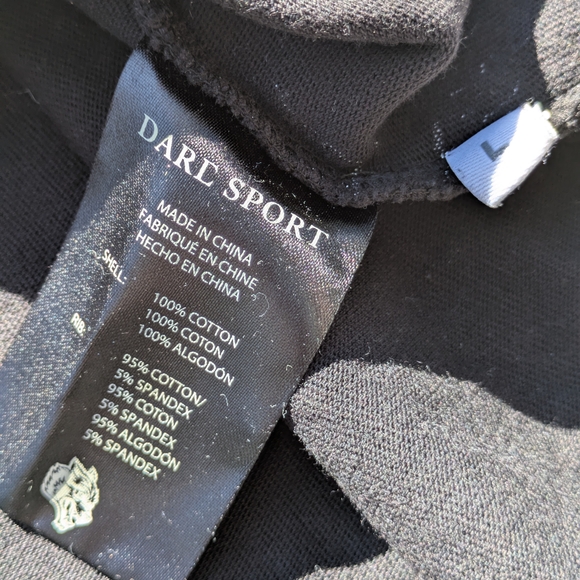 DARL SPORT
MADE IN CHINA
FABRIQUÉ EN CHINE
HECHO EN CHINA
SHELL:
100% COTTON
100% COTON
100% ALGODÓN
RIB:
95% COTTON/
5% SPANDEX
95% COTON
5% SPANDEX
95% ALGODÓN
5% SPANDEX
L